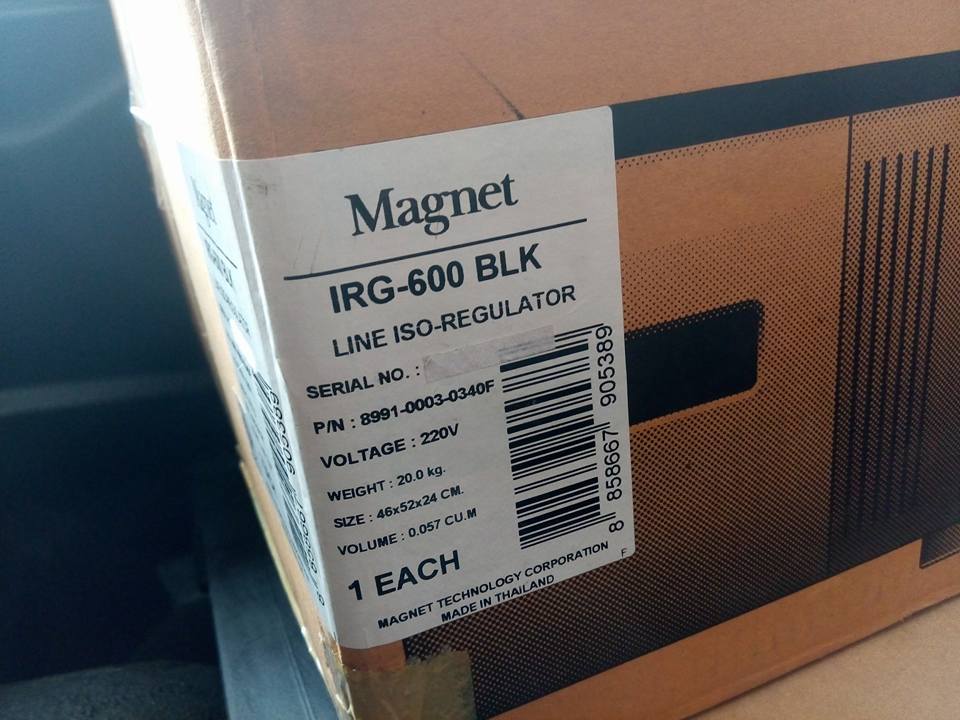 Magnet
IRG-600 BLK
LINE ISO-REGULATOR
SERIAL NO. :
P/N : 8991-0003-0340F
VOLTAGE : 220V
WEIGHT : 20.0 kg.
SIZE : 46x52x24 CM.
VOLUME : 0.057 CU.M
1 EACH
8 858667 905389
MAGNET TECHNOLOGY CORPORATION
MADE IN THAILAND
F